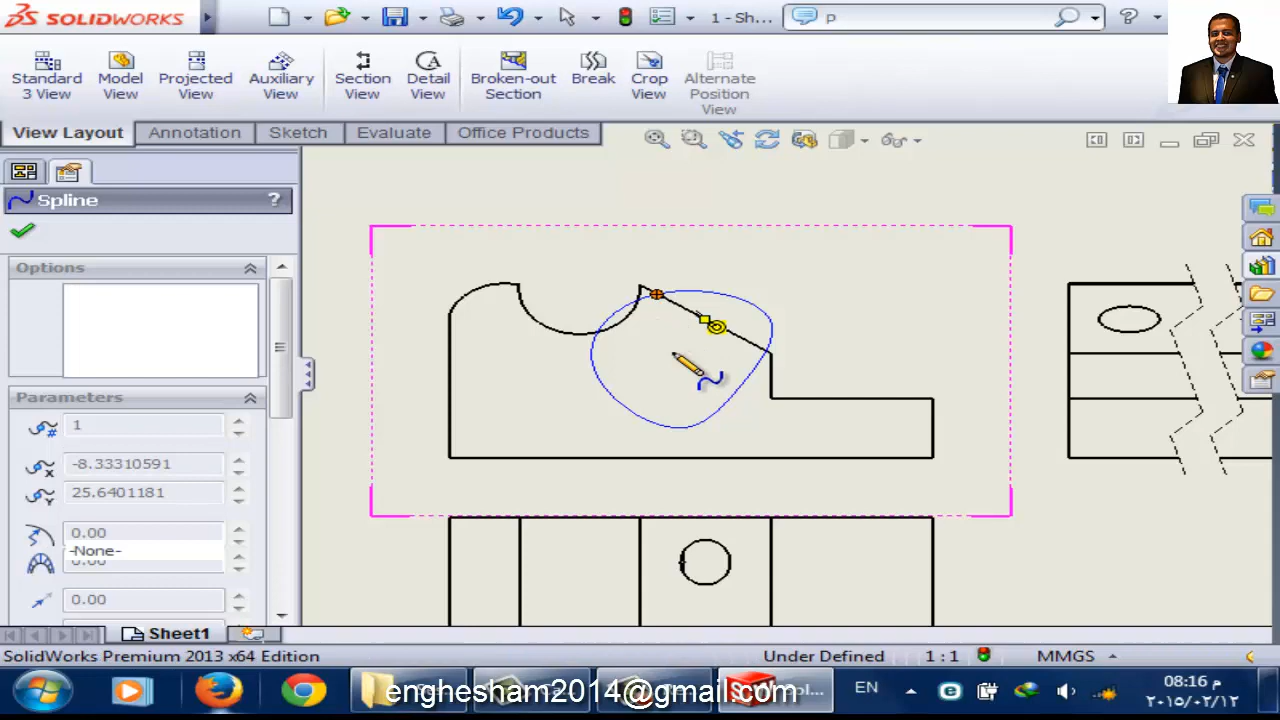 SOLIDWORKS
1 - Sh...
p
?
Standard
3 View
Model
View
Projected
View
Auxiliary
View
Section
View
Detail
View
Broken-out
Section
Break
Crop
View
Alternate
Position
View
View Layout
Annotation
Sketch
Evaluate
Office Products
Spline
?
Options
Parameters
1
-8.33310591
25.6401181
0.00
-None-
0.00
0.00
Sheet1
SolidWorks Premium 2013 x64 Edition
Under Defined
1 : 1
MMGS
enghesham2014@gmail.com
EN
08:16 م
٢٠١٥/٠٢/١٢